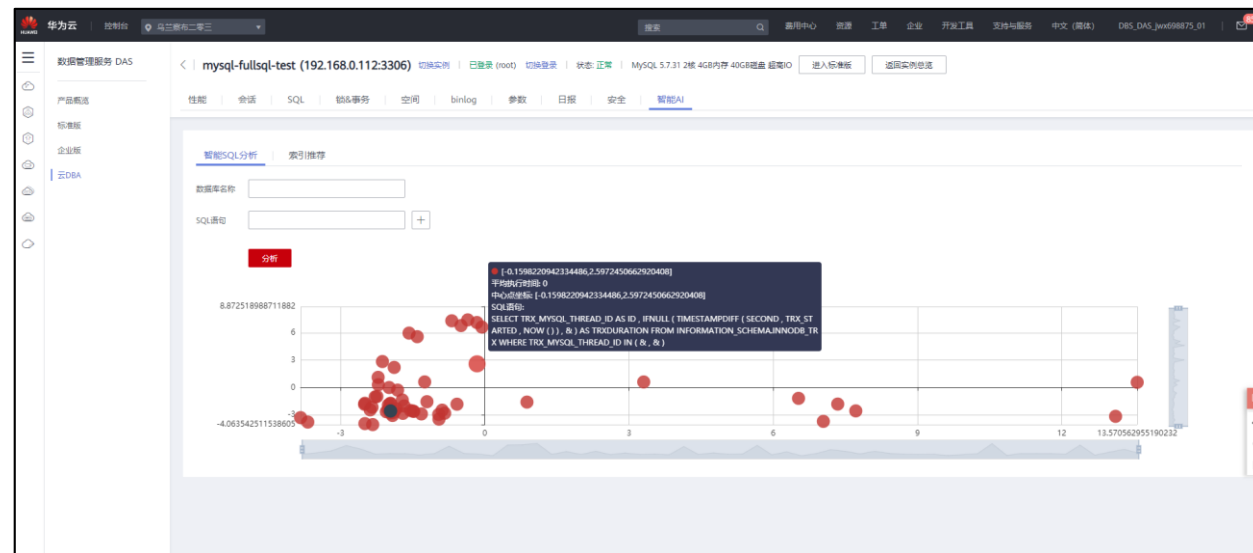 HUAWEI
华为云
控制台
乌兰察布二零三
搜索
费用中心 资源 工单 企业 开发工具 支持与服务 中文 (简体) DBS_DAS_jwx698875_01
数据管理服务 DAS
mysql-fullsql-test (192.168.0.112:3306) 切换实例 已登录 (root) 切换登录 状态: 正常 MySQL 5.7.31 2核 4GB内存 40GB磁盘 超高IO 进入标准版 返回实例总览
产品概览
标准版
企业版
云DBA
性能 会话 SQL 锁&事务 空间 binlog 参数 日报 安全 智能AI
智能SQL分析 索引推荐
数据库名称
SQL语句
+
分析
[-0.1598220942334486,2.5972450662920408]
平均执行时间: 0
中心点坐标: [-0.1598220942334486,2.5972450662920408]
SQL语句:
SELECT TRX_MYSQL_THREAD_ID AS ID , IFNULL ( TIMESTAMPDIFF ( SECOND , TRX_ST
ARTED , NOW ( ) ) , & ) AS TRXDURATION FROM INFORMATION_SCHEMA.INNODB_TR
X WHERE TRX_MYSQL_THREAD_ID IN ( & , & )
8.872518988711882
6
3
0
-3
-4.063542511538605
-3 0 3 6 9 12 13.570562955190232